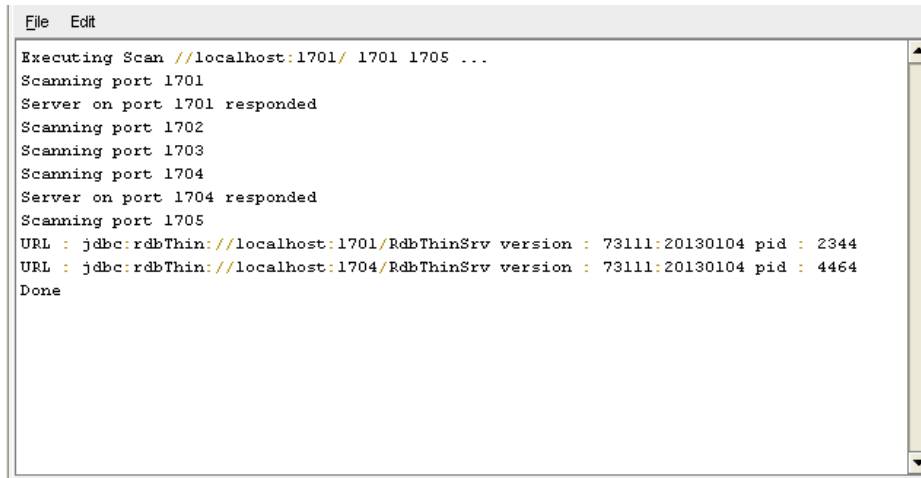 File Edit
Executing Scan //localhost:1701/ 1701 1705 ...
Scanning port 1701
Server on port 1701 responded
Scanning port 1702
Scanning port 1703
Scanning port 1704
Server on port 1704 responded
Scanning port 1705
URL : jdbc:rdbThin://localhost:1701/RdbThinSrv version : 73111:20130104 pid : 2344
URL : jdbc:rdbThin://localhost:1704/RdbThinSrv version : 73111:20130104 pid : 4464
Done